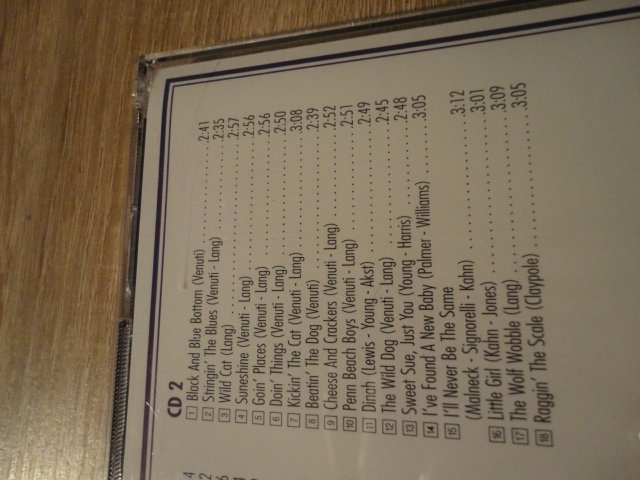 CD 2
1 Black And Blue Bottom (Venuti) 2:41
2 Stringin' The Blues (Venuti - Lang) 2:35
3 Wild Cat (Lang) 2:57
4 Suneshine (Venuti - Lang) 2:56
5 Goin' Places (Venuti - Lang) 2:56
6 Doin' Things (Venuti - Lang) 2:50
7 Kickin' The Cat (Venuti - Lang) 3:08
8 Beatin' The Dog (Venuti) 2:39
9 Cheese And Crackers (Venuti - Lang) 2:52
10 Penn Beach Boys (Venuti - Lang) 2:51
11 Dinah (Lewis - Young - Akst) 2:49
12 The Wild Dog (Venuti - Lang) 2:45
13 Sweet Sue, Just You (Young - Harris) 2:48
14 I've Found A New Baby (Palmer - Williams) 3:05
15 I'll Never Be The Same
(Malneck - Signorelli - Kahn) 3:12
16 Little Girl (Kahn - Jones) 3:01
17 The Wolf Wobble (Lang) 3:09
18 Raggin' The Scale (Claypole) 3:05